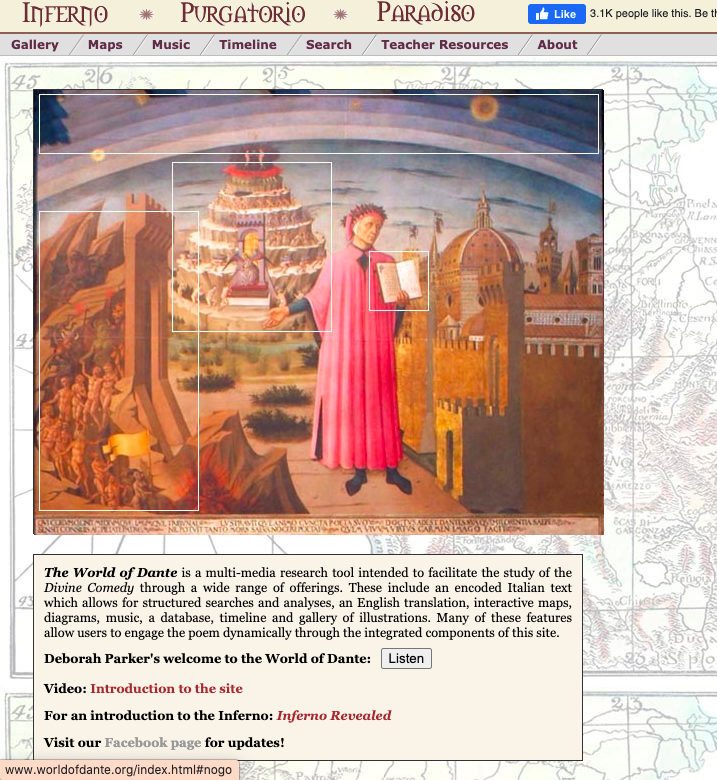 INFERNO PURGATORIO PARADISO
Like 3.1K people like this. Be th
Gallery Maps Music Timeline Search Teacher Resources About
45 26 25 24 23
The World of Dante is a multi-media research tool intended to facilitate the study of the
Divine Comedy through a wide range of offerings. These include an encoded Italian text
which allows for structured searches and analyses, an English translation, interactive maps,
diagrams, music, a database, timeline and gallery of illustrations. Many of these features
allow users to engage the poem dynamically through the integrated components of this site.
Deborah Parker's welcome to the World of Dante: Listen
Video: Introduction to the site
For an introduction to the Inferno: Inferno Revealed
Visit our Facebook page for updates!
www.worldofdante.org/index.html#nogo